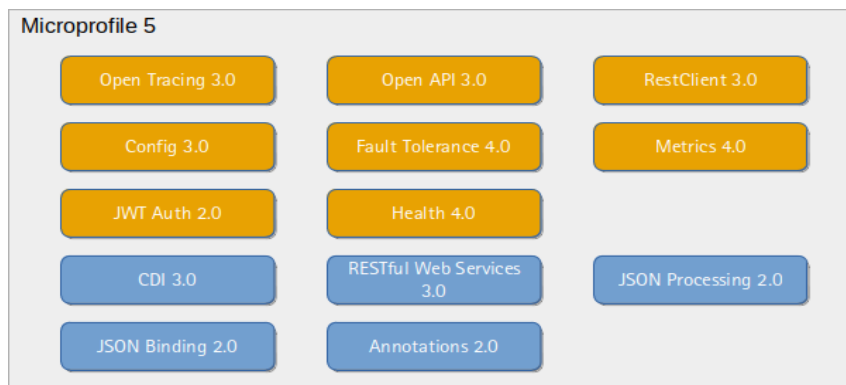 Microprofile 5
Open Tracing 3.0
Open API 3.0
RestClient 3.0
Config 3.0
Fault Tolerance 4.0
Metrics 4.0
JWT Auth 2.0
Health 4.0
CDI 3.0
RESTful Web Services
3.0
JSON Processing 2.0
JSON Binding 2.0
Annotations 2.0